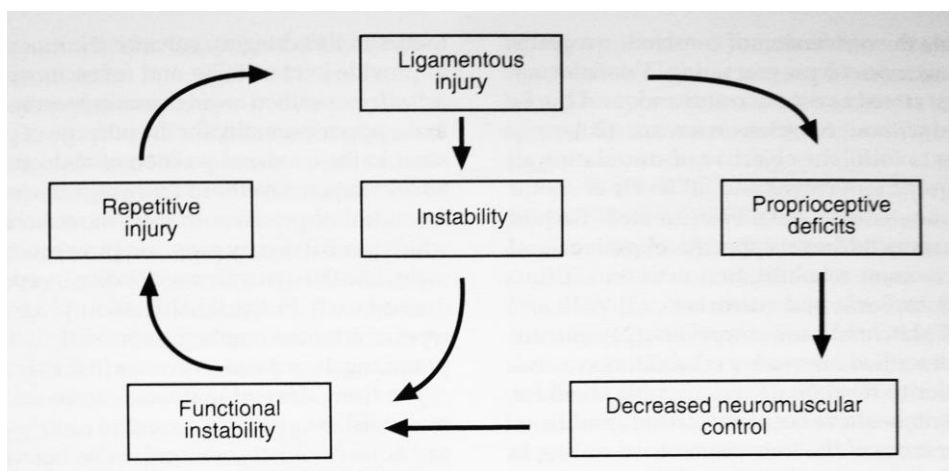 Ligamentous
injury
Repetitive
injury
Instability
Proprioceptive
deficits
Functional
instability
Decreased neuromuscular
control